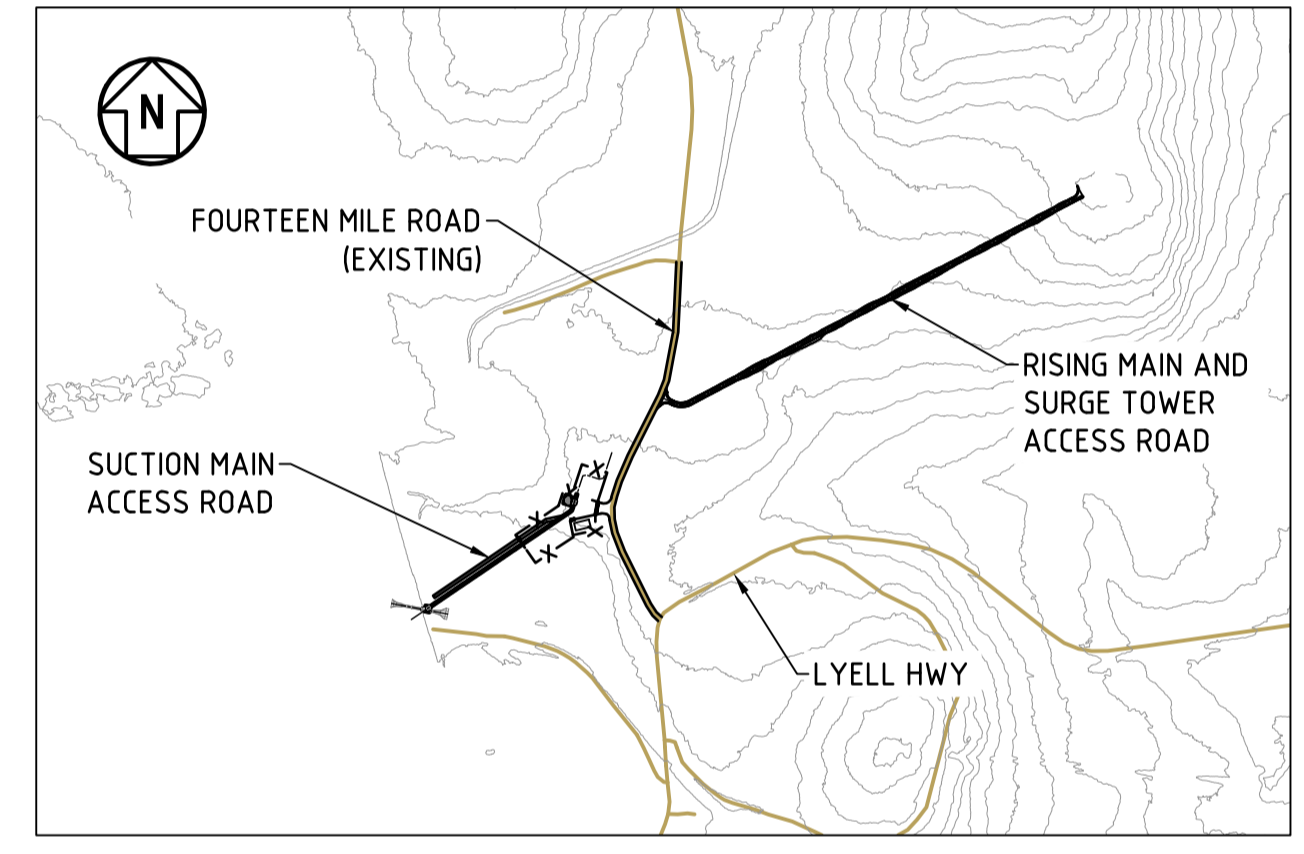 N
FOURTEEN MILE ROAD
(EXISTING)
RISING MAIN AND
SURGE TOWER
ACCESS ROAD
SUCTION MAIN
ACCESS ROAD
X
X
X
X
X
LYELL HWY